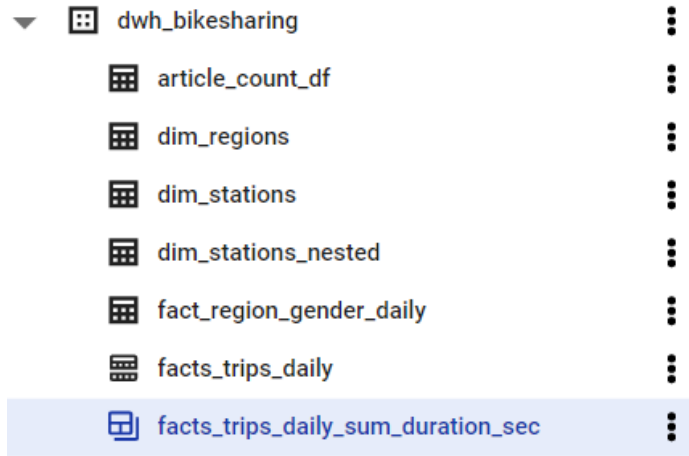 dwh_bikesharing
article_count_df
dim_regions
dim_stations
dim_stations_nested
fact_region_gender_daily
facts_trips_daily
facts_trips_daily_sum_duration_sec